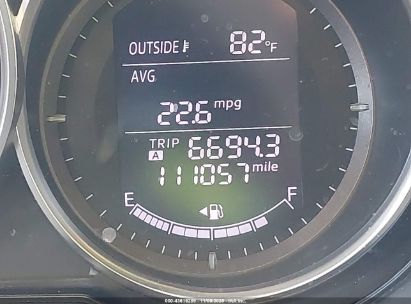 OUTSIDE 82°F
AVG
22.6 mpg
TRIP A 6694.3
111057 mile
E F